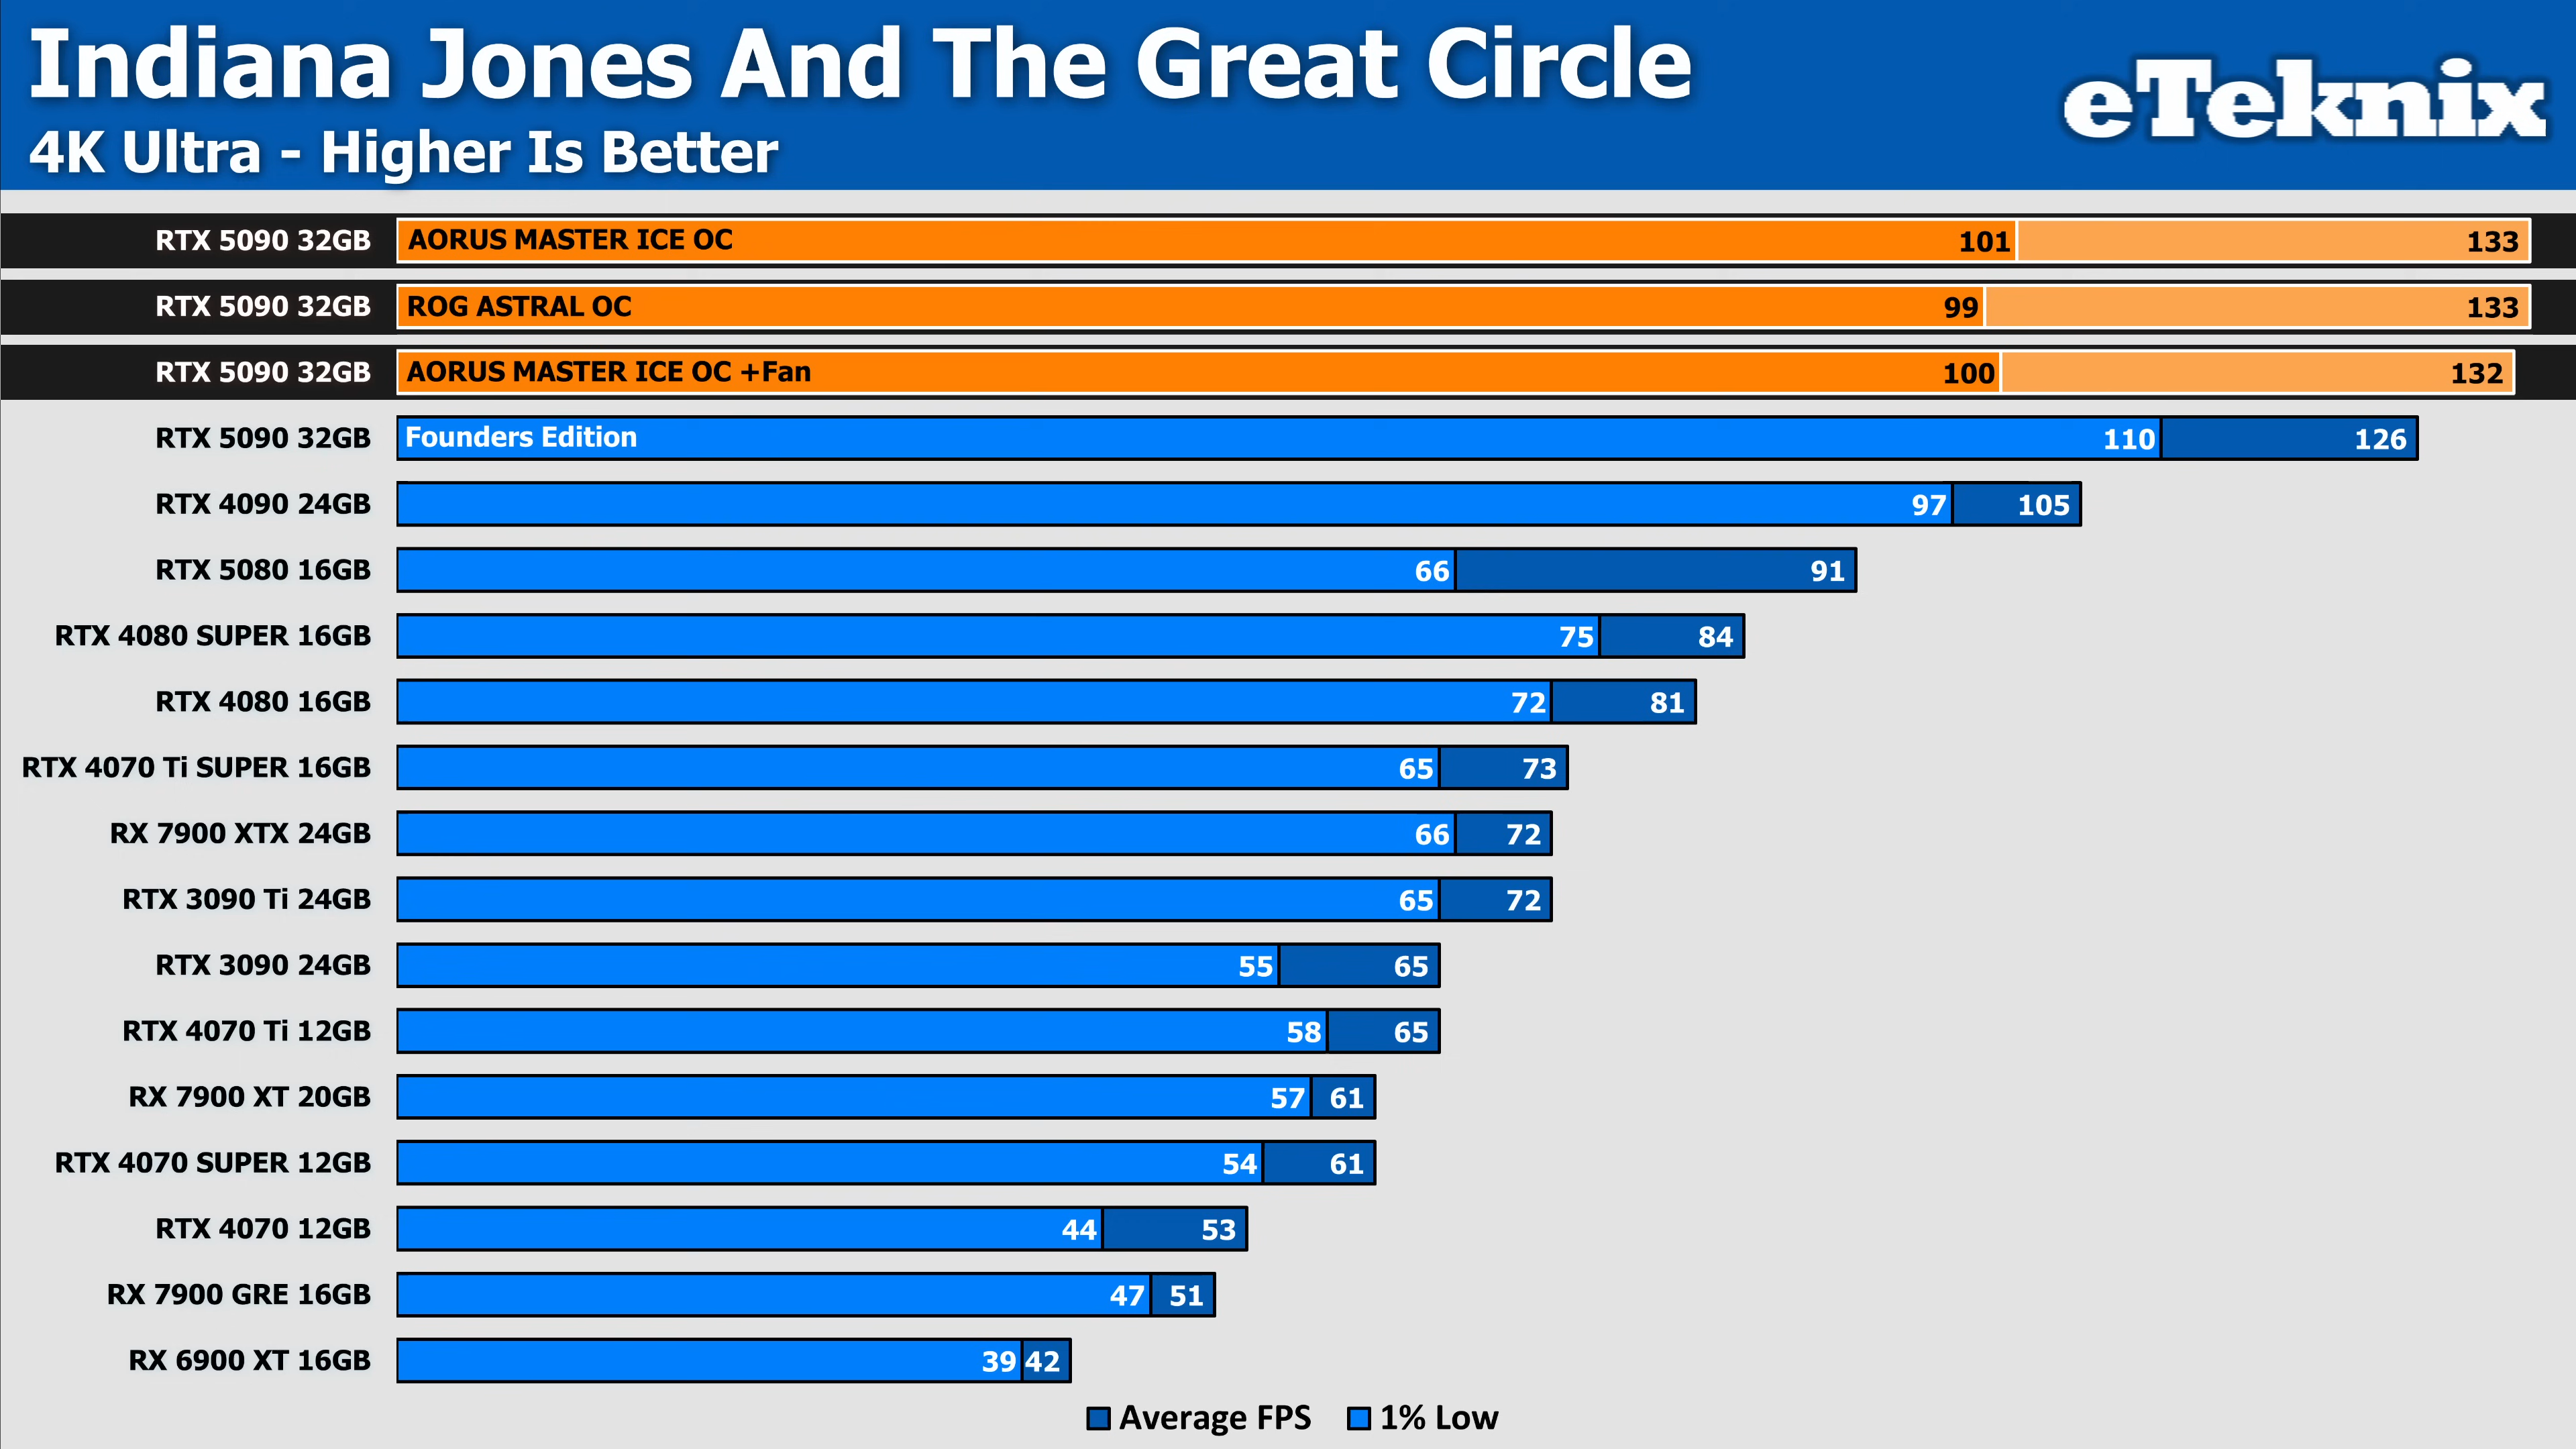 Indiana Jones And The Great Circle
4K Ultra - Higher Is Better
eTeknix
RTX 5090 32GB AORUS MASTER ICE OC 101 133
RTX 5090 32GB ROG ASTRAL OC 99 133
RTX 5090 32GB AORUS MASTER ICE OC +Fan 100 132
RTX 5090 32GB Founders Edition 110 126
RTX 4090 24GB 97 105
RTX 5080 16GB 66 91
RTX 4080 SUPER 16GB 75 84
RTX 4080 16GB 72 81
RTX 4070 Ti SUPER 16GB 65 73
RX 7900 XTX 24GB 66 72
RTX 3090 Ti 24GB 65 72
RTX 3090 24GB 55 65
RTX 4070 Ti 12GB 58 65
RX 7900 XT 20GB 57 61
RTX 4070 SUPER 12GB 54 61
RTX 4070 12GB 44 53
RX 7900 GRE 16GB 47 51
RX 6900 XT 16GB 39 42
Average FPS 1% Low